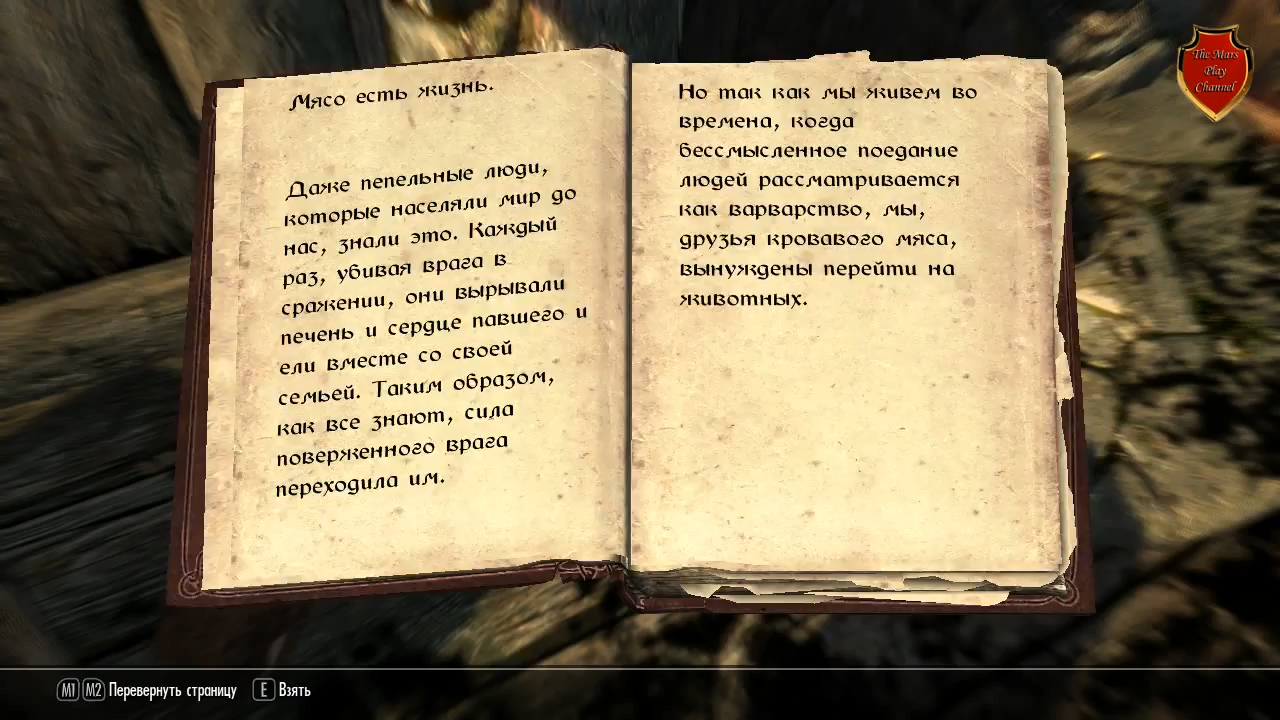 Мясо есть жизнь.
Даже пепельные люди,
которые населяли мир до
нас, знали это. Каждый
раз, убивая врага в
сражении, они вырывали
печень и сердце павшего и
ели вместе со своей
семьей. Таким образом,
как все знают, сила
поверженного врага
переходила им.
Но так как мы живем во
времена, когда
бессмысленное поедание
людей рассматривается
как варварство, мы,
друзья кровавого мяса,
вынуждены перейти на
животных.
The Mars
Play
Channel
M1 M2 Перевернуть страницу E Взять